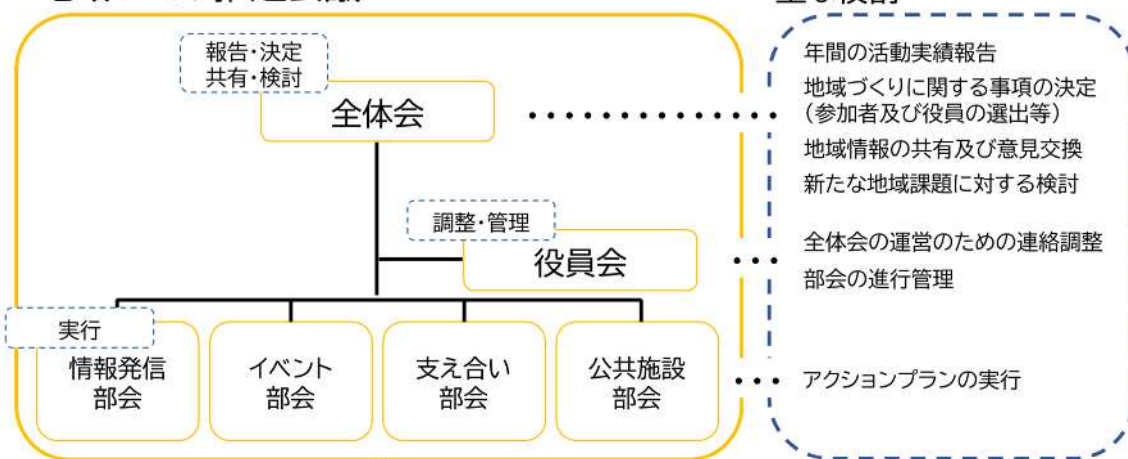 報告・決定
共有・検討
全体会
調整・管理
役員会
実行
情報発信
部会
イベント
部会
支え合い
部会
公共施設
部会
年間の活動実績報告
地域づくりに関する事項の決定
(参加者及び役員の選出等)
地域情報の共有及び意見交換
新たな地域課題に対する検討
全体会の運営のための連絡調整
部会の進行管理
アクションプランの実行